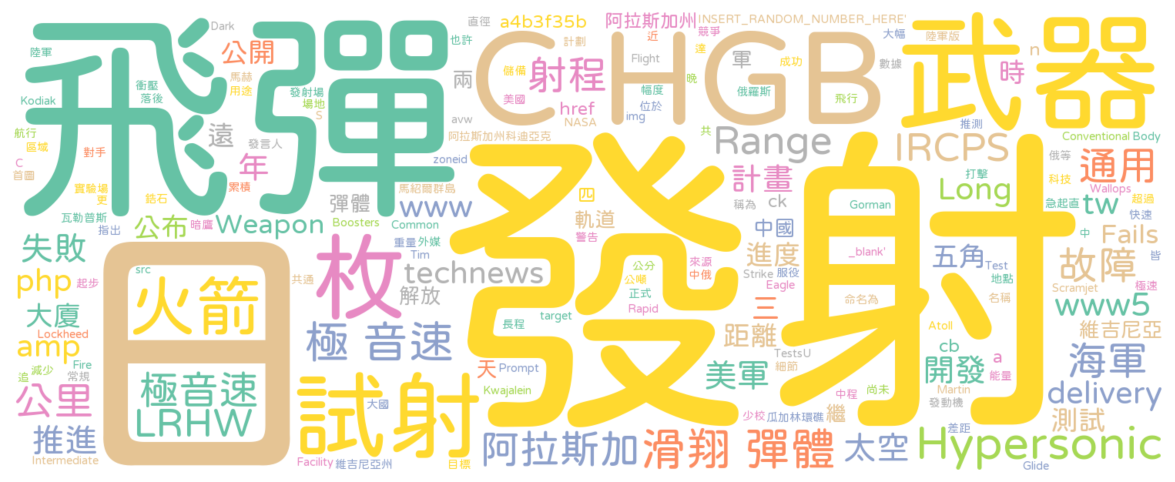 飛彈
CHGB
武器
發射
日
火箭
極音速
LRHW
枚
試射
極 音速
滑翔 彈體
Hypersonic
阿拉斯加
太空
IRCPS
Range
射程
通用
故障
海軍
delivery
測試
Long
tw
Fails
www5
開發
美軍
五角
進度
計畫
ck
中國
距離
三
繼
軌道
technews
解放
www
Weapon
公布
年
遠
公開
失敗
php
大廈
amp
公里
推進
彈體
兩
時
軍
n
a
cb
天
維吉尼亞
a4b3f35b
阿拉斯加州
INSERT_RANDOM_NUMBER_HERE'
href
NASA
img
位於
幅度
近
達
晚
共
競爭
Flight
俄羅斯
成功
數據
飛行
大幅
陸軍版
推測
Conventional
Body
俄等
科技
Wallops
打擊
超過
急起直
快速
中
皆
極速
地點
Scramjet
名稱
Test
Gorman
稱為
_blank'
Strike
服役
Eagle
命名為
Atoll
TestsU
細節
中程
Martin
發動機
尚未
能量
差距
Glide
少校
瓜加林環礁
目標
大國
Prompt
Kwajalein
長程
target
Rapid
正式
公噸
公分
來源
中俄
警告
四
儲備
計劃
美國
直徑
也許
Dark
陸軍
馬赫
用途
衝壓
落後
發射場
場地
S
Kodiak
航行
區域
對手
C
首圖
實驗場
吏
鋯石
累積
發言人
阿拉斯加州科迪亞克
avw
zoneid
馬紹爾群島
Boosters
Common
重量
外媒
Tim
瓦勒普斯
指出
暗鷹
src
起步
共通
Lockheed
Fire
追
減少
常規
Intermediate
Facility
維吉尼亞州